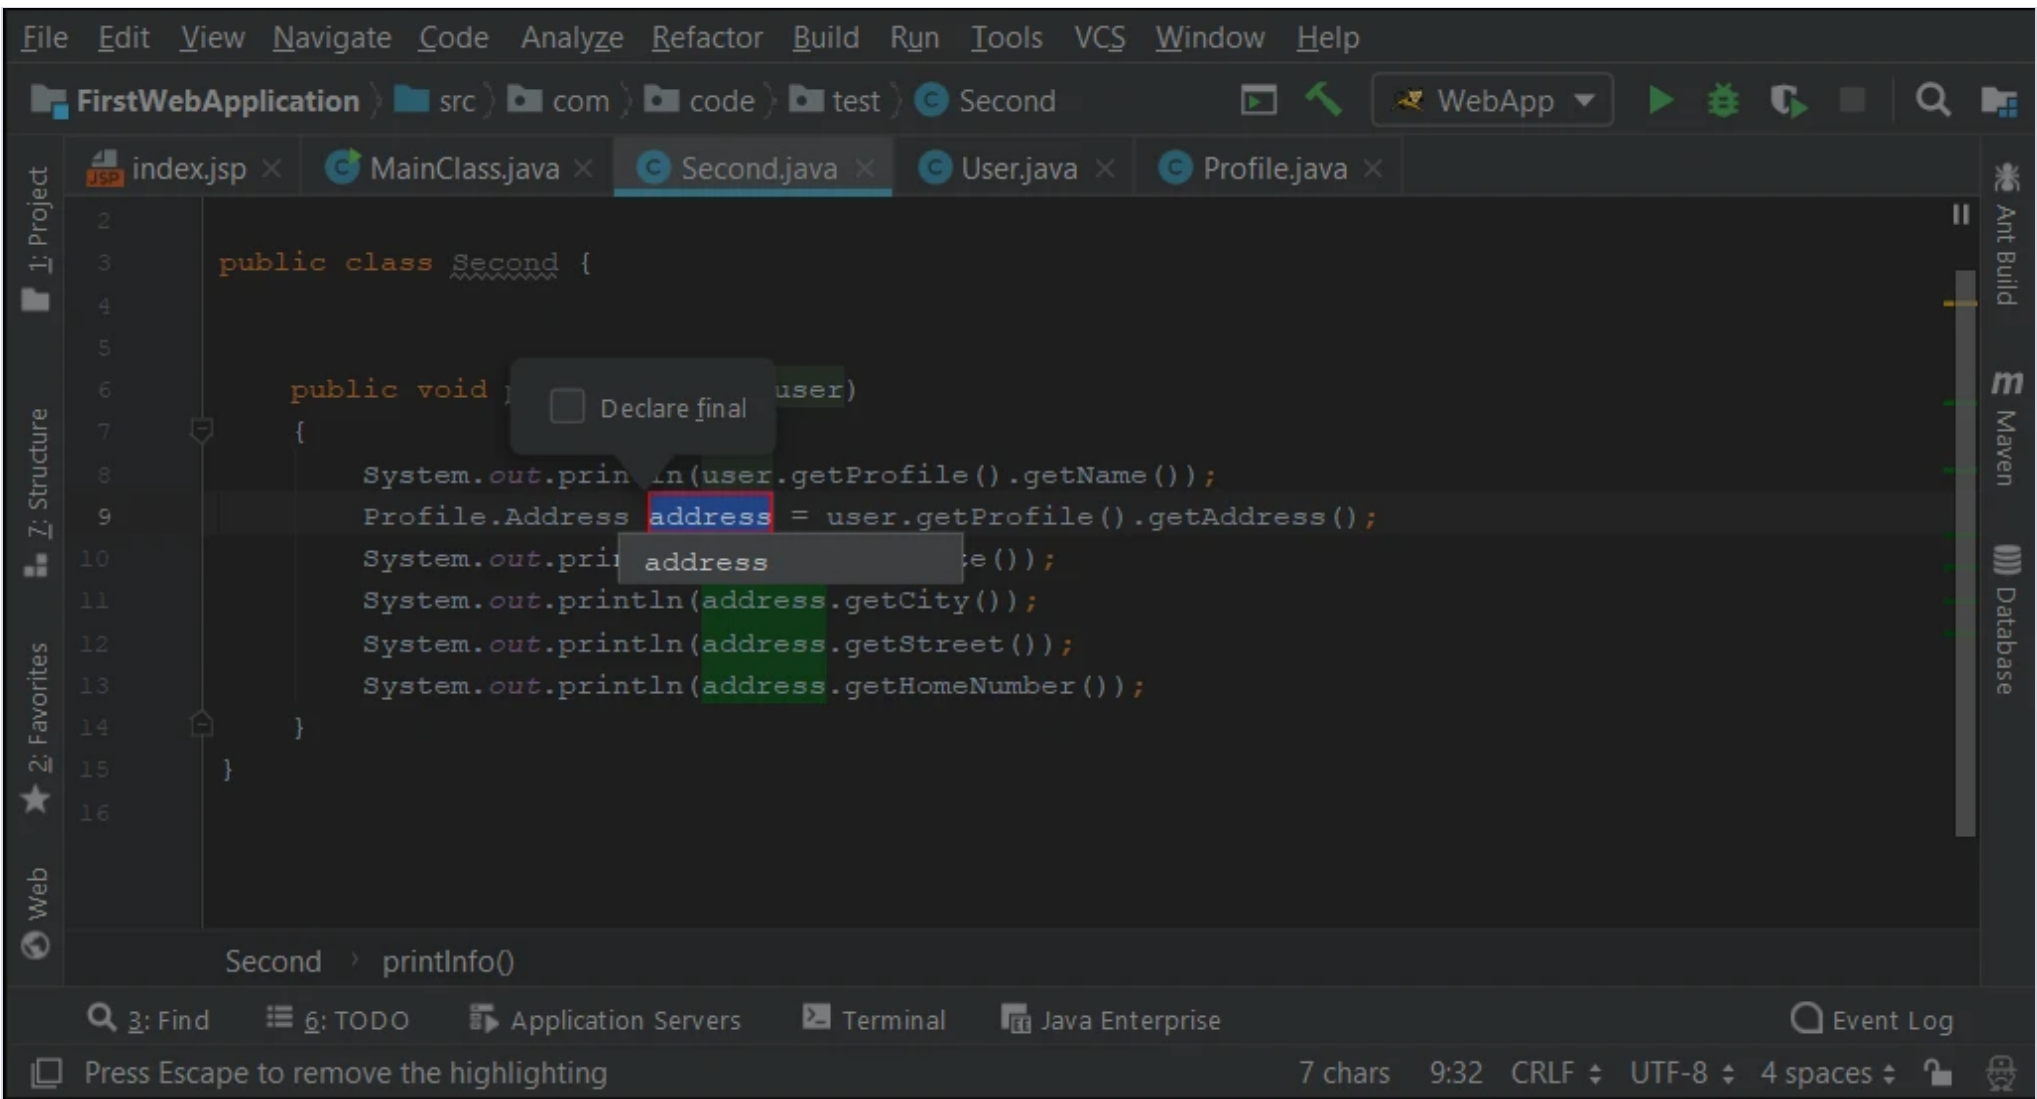 File Edit View Navigate Code Analyze Refactor Build Run Tools VCS Window Help
FirstWebApplication src com code test Second WebApp
index.jsp MainClass.java Second.java User.java Profile.java
1: Project
7: Structure
2: Favorites
Web
2
3 public class Second {
4
5
6 public void user)
Declare final
7 {
8 System.out.println(user.getProfile().getName());
9 Profile.Address address = user.getProfile().getAddress();
10 System.out.pri e());
address
11 System.out.println(address.getCity());
12 System.out.println(address.getStreet());
13 System.out.println(address.getHomeNumber());
14 }
15 }
16
Ant Build
m Maven
Database
Second printInfo()
3: Find 6: TODO Application Servers Terminal Java Enterprise Event Log
Press Escape to remove the highlighting 7 chars 9:32 CRLF UTF-8 4 spaces